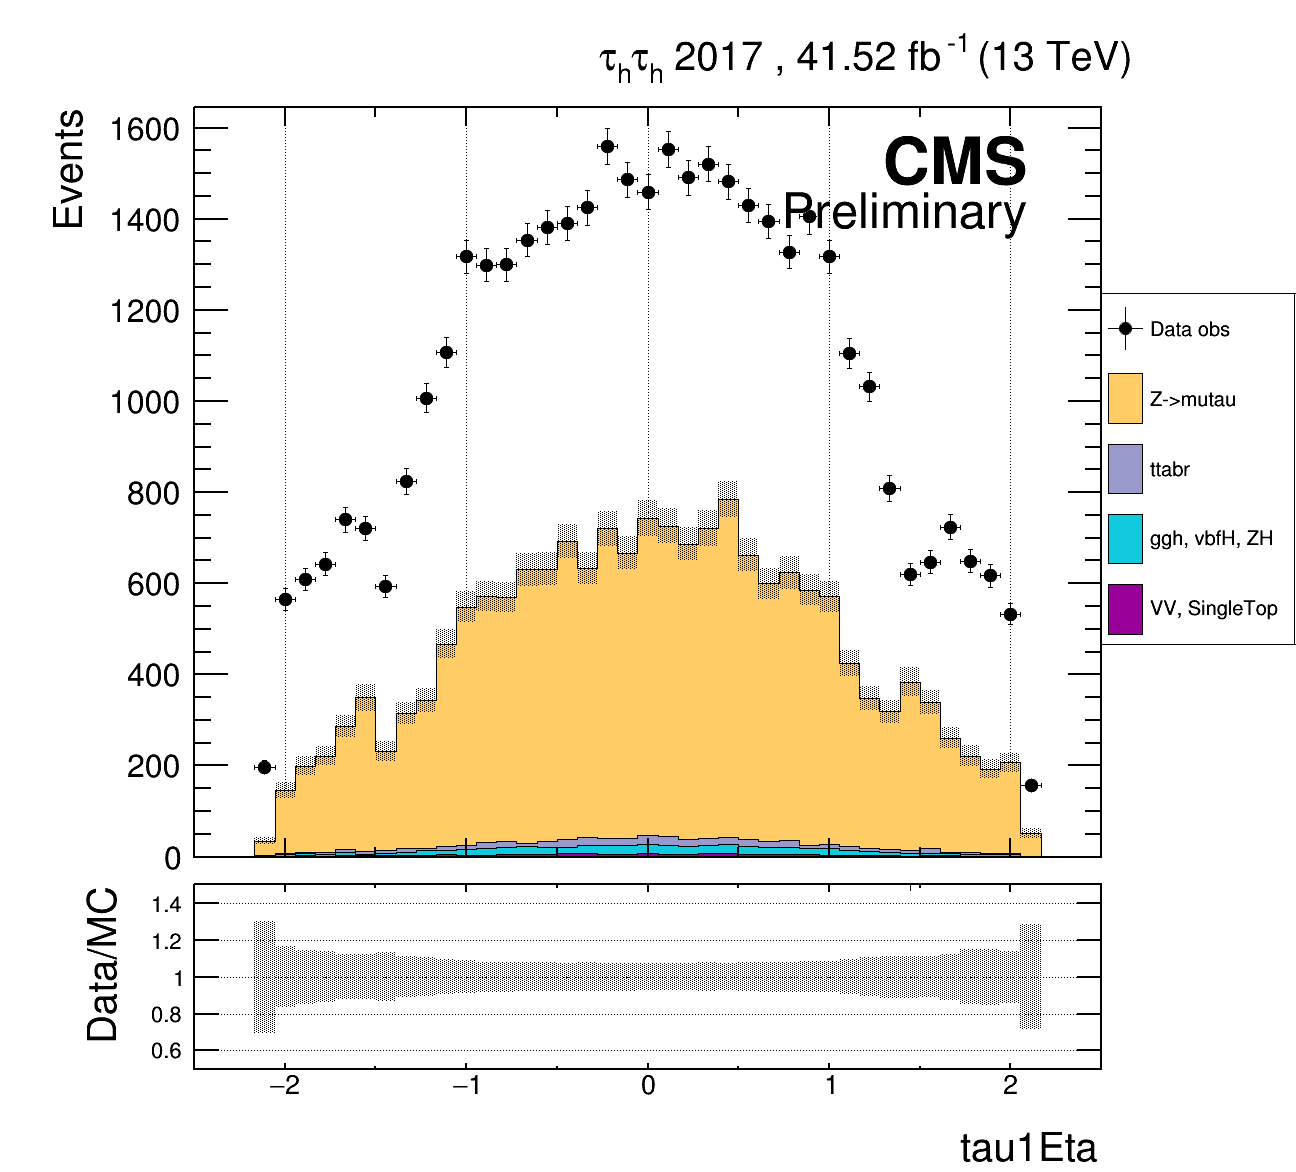 τhτh 2017 , 41.52 fb-1 (13 TeV)
Events
1600
1400
1200
1000
800
600
400
200
0
CMS
Preliminary
Data obs
Z->mutau
ttabr
ggh, vbfH, ZH
VV, SingleTop
Data/MC
1.4
1.2
1
0.8
0.6
−2
−1
0
1
2
tau1Eta